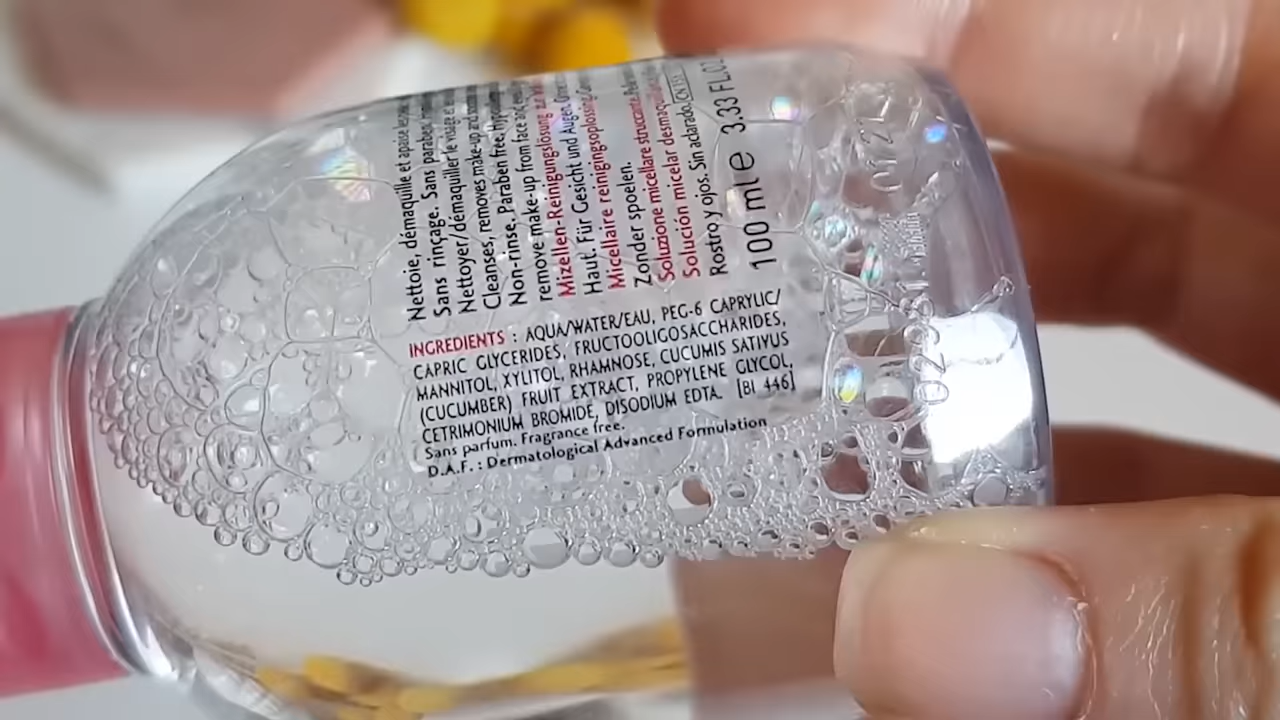 Nettoie, démaquille et apaise
Sans rinçage. Sans paraben.
Nettoyer/démaquiller le visage et
Cleanses, removes make-up and
Non-rinse. Paraben free.
remove make-up from face and
Mizellen-Reinigungslösung
Haut. Für Gesicht und Augen.
Micellaire reinigingsoplossing.
Zonder spoelen.
Soluzione micellare struccante.
Solución micelar
Rostro y ojos. Sin aclarado.
100 ml e 3.33 FL.OZ
INGREDIENTS : AQUA/WATER/EAU, PEG-6 CAPRYLIC/
CAPRIC GLYCERIDES, FRUCTOOLIGOSACCHARIDES,
MANNITOL, XYLITOL, RHAMNOSE, CUCUMIS SATIVUS
(CUCUMBER) FRUIT EXTRACT, PROPYLENE GLYCOL,
CETRIMONIUM BROMIDE, DISODIUM EDTA. [BI 446]
Sans parfum. Fragrance free.
D.A.F. : Dermatological Advanced Formulation